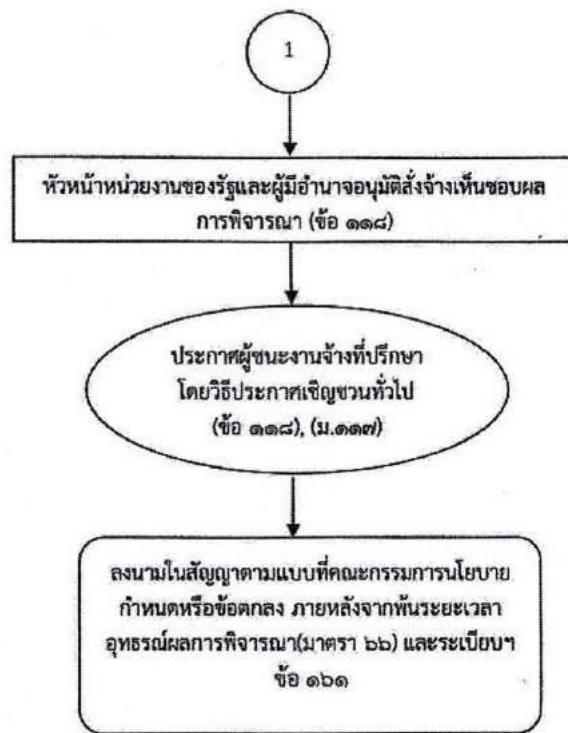 1
หัวหน้าหน่วยงานของรัฐและผู้มีอำนาจอนุมัติสั่งจ้างเห็นชอบผล
การพิจารณา (ข้อ ๑๑๘)
ประกาศผู้ชนะงานจ้างที่ปรึกษา
โดยวิธีประกาศเชิญชวนทั่วไป
(ข้อ ๑๑๘), (ม.๑๑๗)
ลงนามในสัญญาตามแบบที่คณะกรรมการนโยบาย
กำหนดหรือข้อตกลง ภายหลังจากพ้นระยะเวลา
อุทธรณ์ผลการพิจารณา(มาตรา ๖๖) และระเบียบฯ
ข้อ ๑๖๑